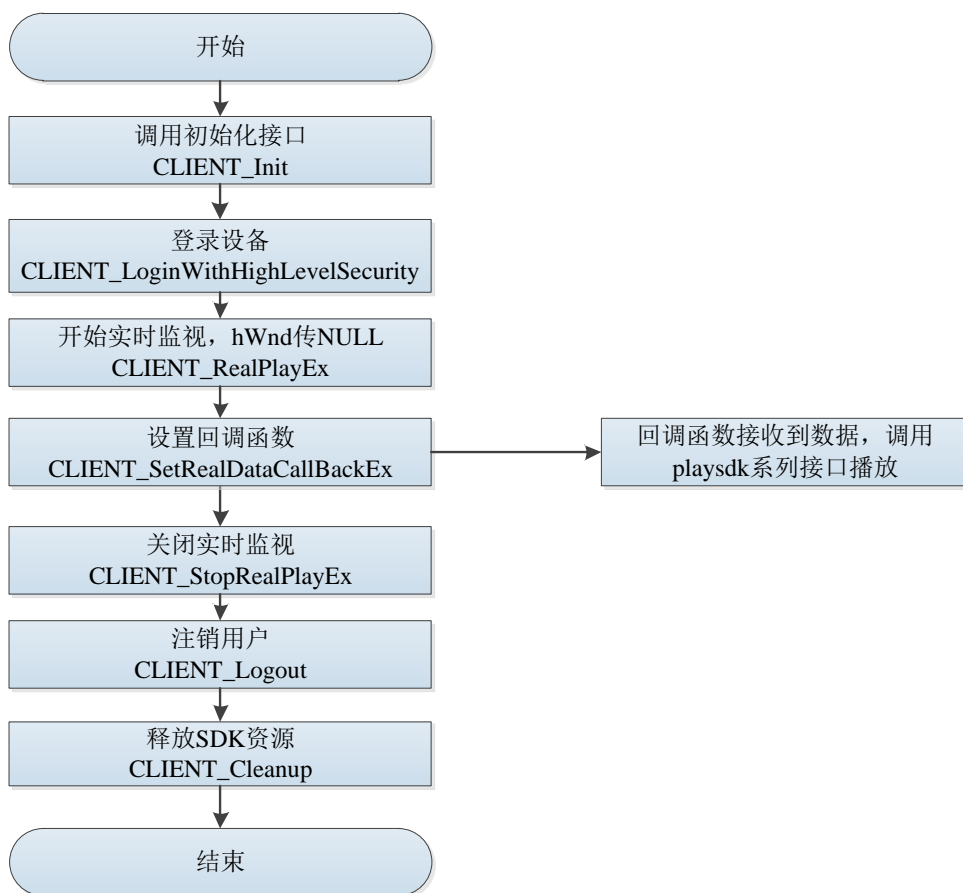 开始
调用初始化接口
CLIENT_Init
登录设备
CLIENT_LoginWithHighLevelSecurity
开始实时监视，hWnd传NULL
CLIENT_RealPlayEx
设置回调函数
CLIENT_SetRealDataCallBackEx
回调函数接收到数据，调用
playsdk系列接口播放
关闭实时监视
CLIENT_StopRealPlayEx
注销用户
CLIENT_Logout
释放SDK资源
CLIENT_Cleanup
结束